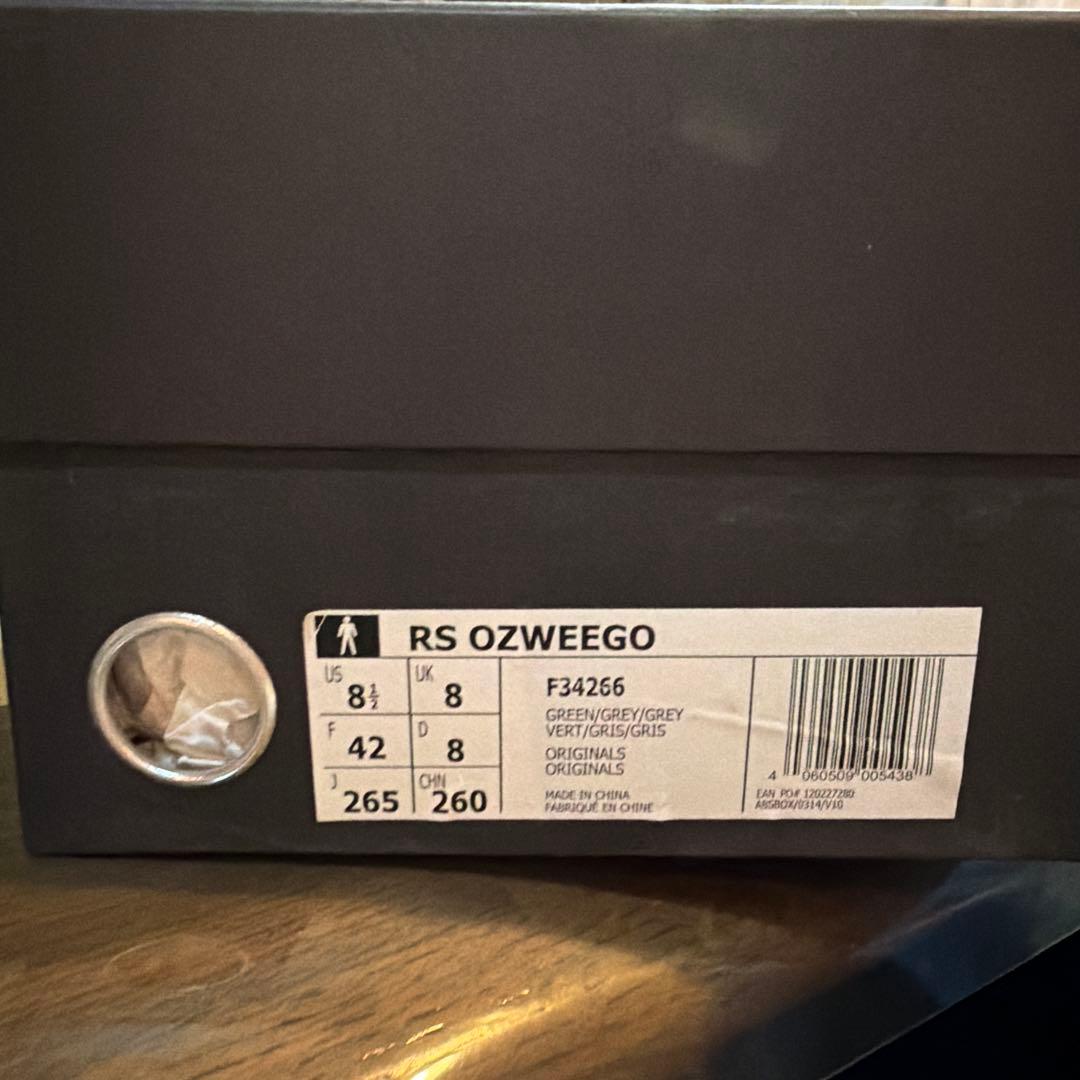 RS OZWEEGO
US 8½ UK 8
F 42 D 8
J 265 CHN 260
F34266
GREEN/GREY/GREY
VERT/GRIS/GRIS
ORIGINALS
ORIGINALS
MADE IN CHINA
FABRIQUÉ EN CHINE
4 060509 005438
EAN PO# 120227280
ABSBOX/0314/V10